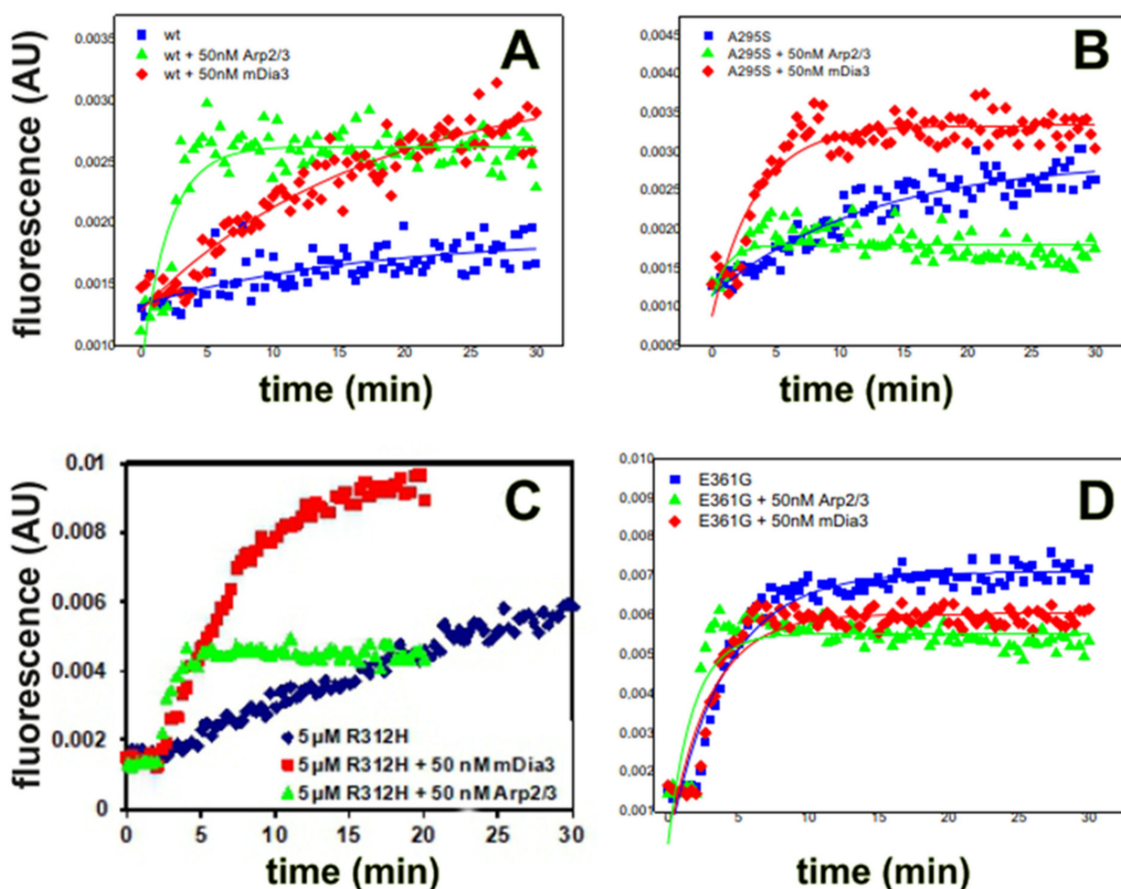 A
wt
wt + 50nM Arp2/3
wt + 50nM mDia3
fluorescence (AU)
0.0035
0.0030
0.0025
0.0020
0.0015
0.0010
0 5 10 15 20 25 30
time (min)
B
A295S
A295S + 50nM Arp2/3
A295S + 50nM mDia3
0.0045
0.0040
0.0035
0.0030
0.0025
0.0020
0.0015
0.0010
0.0005
0 5 10 15 20 25 30
time (min)
C
fluorescence (AU)
0.01
0.008
0.006
0.004
0.002
0
5µM R312H
5µM R312H + 50 nM mDia3
5µM R312H + 50 nM Arp2/3
0 5 10 15 20 25 30
time (min)
D
E361G
E361G + 50nM Arp2/3
E361G + 50nM mDia3
0.010
0.009
0.008
0.007
0.006
0.005
0.004
0.003
0.002
0.001
0 5 10 15 20 25 30
time (min)